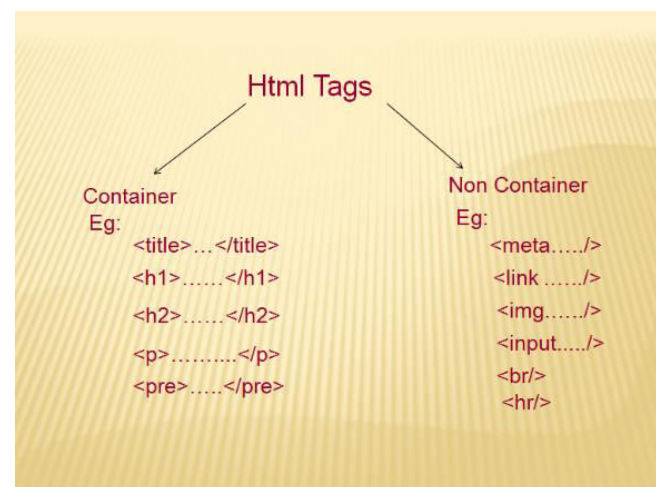 Html Tags
Container
Eg:
<title>…</title>
<h1>……</h1>
<h2>……</h2>
<p>………...</p>
<pre>…..</pre>
Non Container
Eg:
<meta…../>
<link ……/>
<img……/>
<input…../>
<br/>
<hr/>